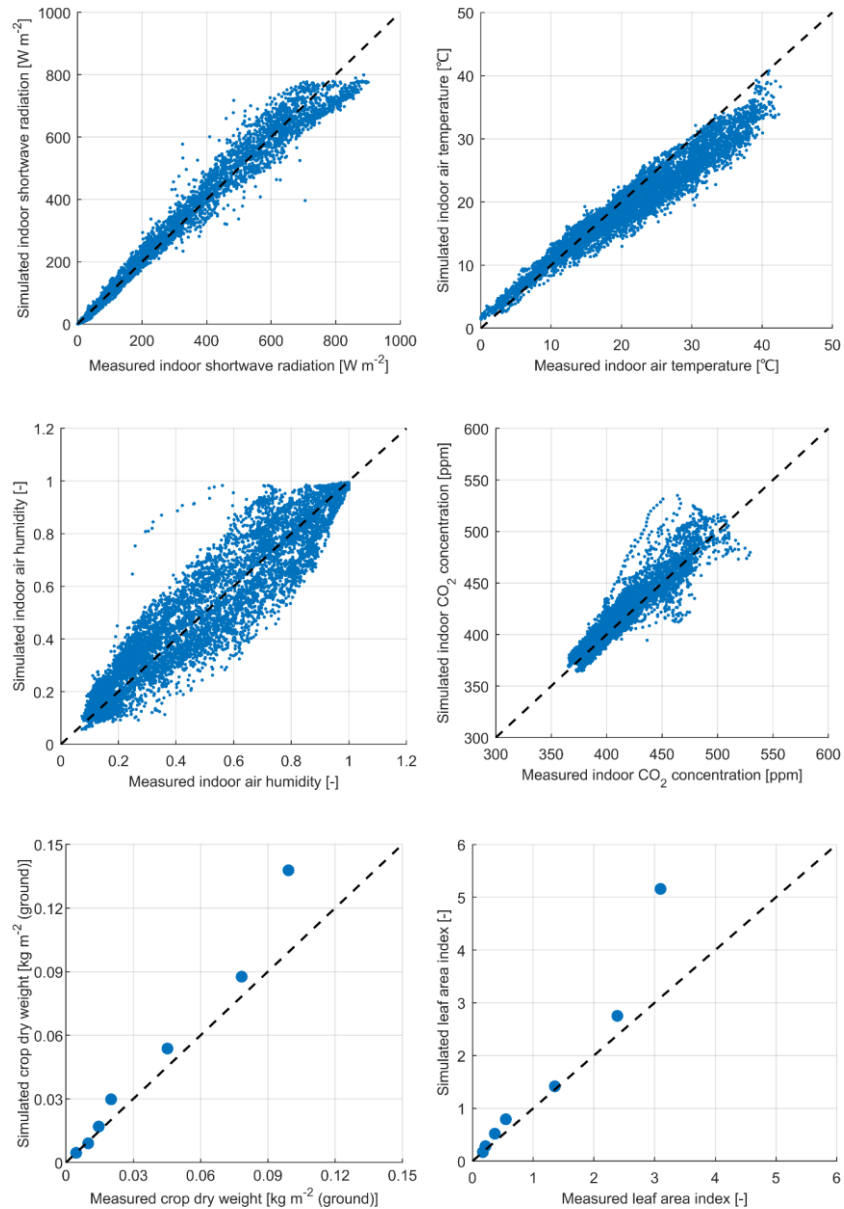 Simulated indoor shortwave radiation [W m-2]
1000
800
600
400
200
0
0 200 400 600 800 1000
Measured indoor shortwave radiation [W m-2]
Simulated indoor air temperature [℃]
50
40
30
20
10
0
0 10 20 30 40 50
Measured indoor air temperature [℃]
Simulated indoor air humidity [-]
1.2
1
0.8
0.6
0.4
0.2
0
0 0.2 0.4 0.6 0.8 1 1.2
Measured indoor air humidity [-]
Simulated indoor CO2 concentration [ppm]
600
550
500
450
400
350
300
300 350 400 450 500 550 600
Measured indoor CO2 concentration [ppm]
Simulated crop dry weight [kg m-2 (ground)]
0.15
0.12
0.09
0.06
0.03
0
0 0.03 0.06 0.09 0.12 0.15
Measured crop dry weight [kg m-2 (ground)]
Simulated leaf area index [-]
6
5
4
3
2
1
0
0 1 2 3 4 5 6
Measured leaf area index [-]